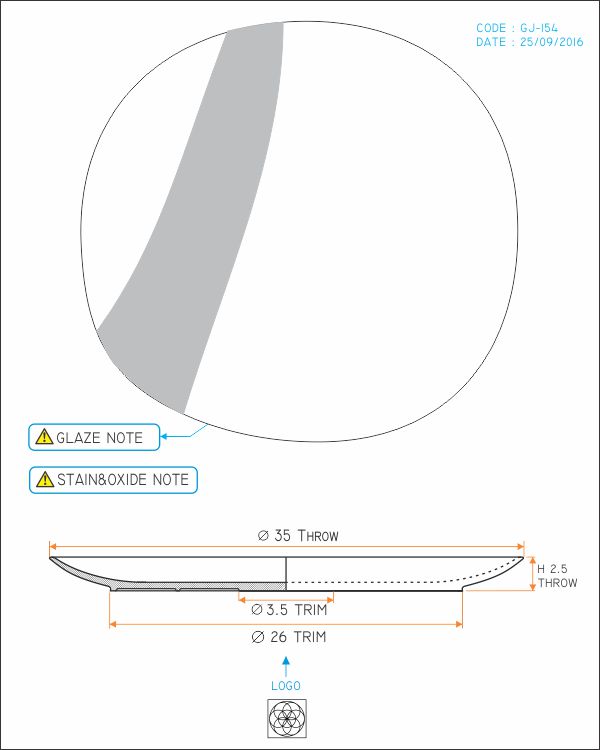 CODE : GJ-154
DATE : 25/09/2016
GLAZE NOTE
STAIN&OXIDE NOTE
Ø 35 THROW
H 2.5
THROW
Ø 3.5 TRIM
Ø 26 TRIM
LOGO